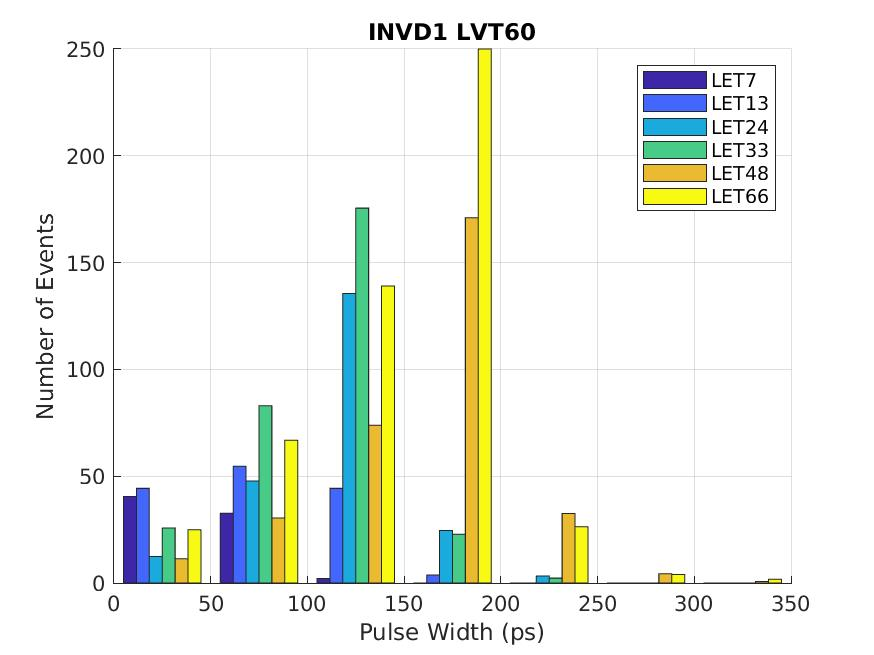 INVD1 LVT60
250
200
150
100
50
0
Number of Events
LET7
LET13
LET24
LET33
LET48
LET66
0 50 100 150 200 250 300 350
Pulse Width (ps)